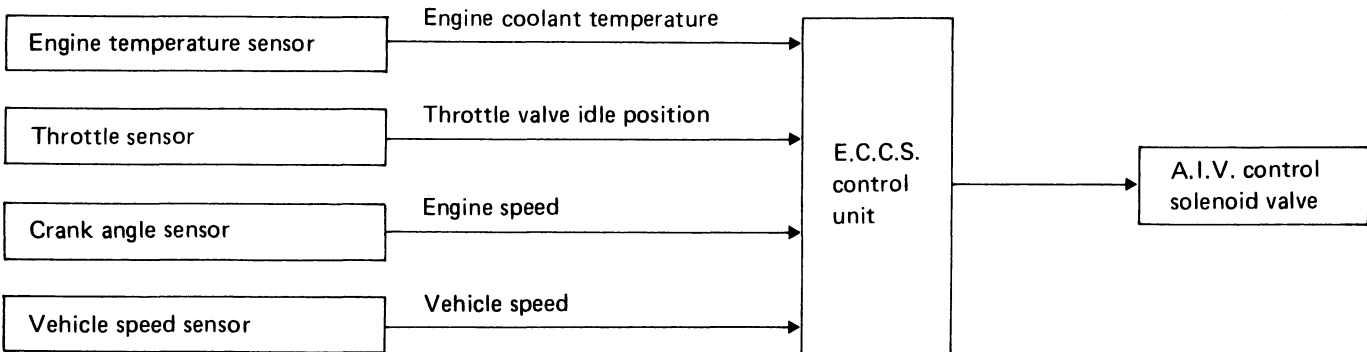 Engine temperature sensor
Engine coolant temperature
Throttle sensor
Throttle valve idle position
Crank angle sensor
Engine speed
Vehicle speed sensor
Vehicle speed
E.C.C.S.
control
unit
A.I.V. control
solenoid valve